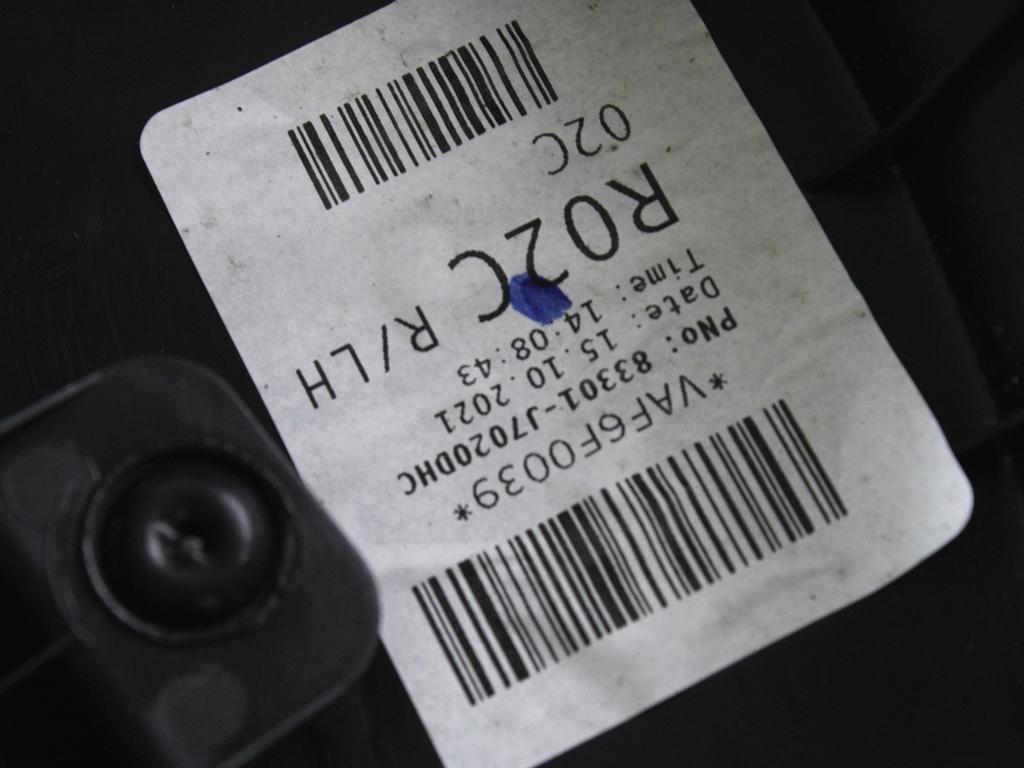 *VAF6F0039*
PNo: 83301-J7020DHC
Date: 15.10.2021
Time: 14:08:43
R02C R/LH
02C